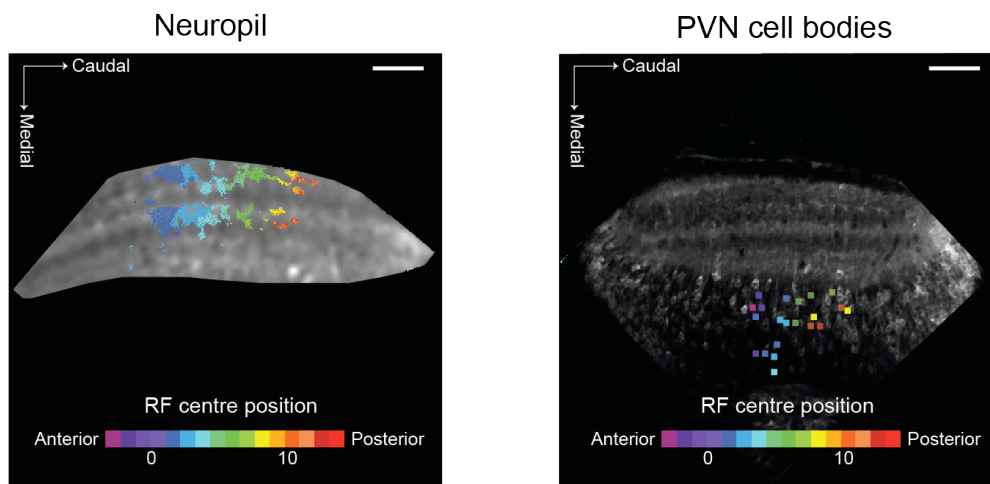 Neuropil
Caudal
Medial
RF centre position
Anterior
Posterior
0
10
PVN cell bodies
Caudal
Medial
RF centre position
Anterior
Posterior
0
10